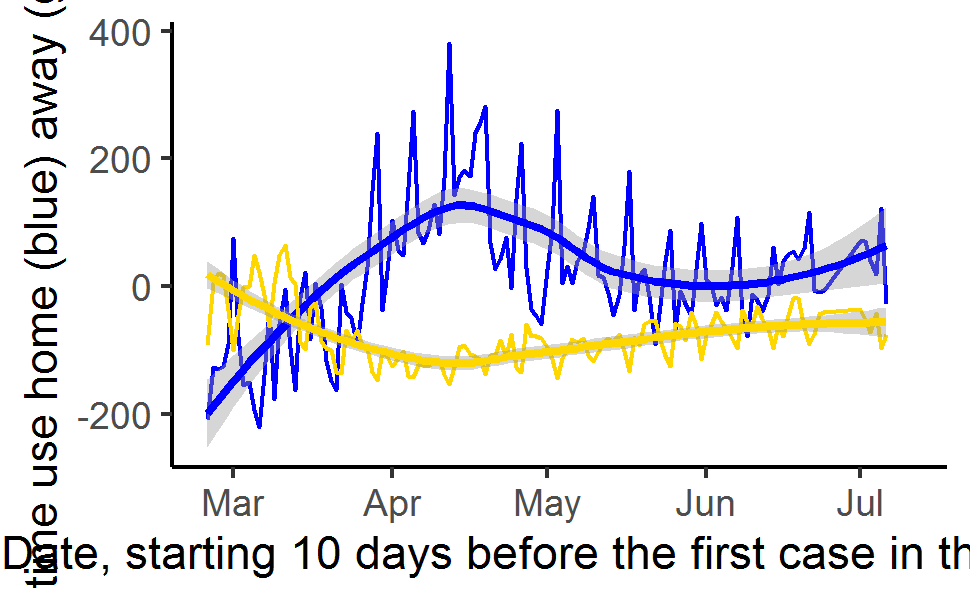 time use home (blue) away (
400
200
0
-200
Mar Apr May Jun Jul
Date, starting 10 days before the first case in th